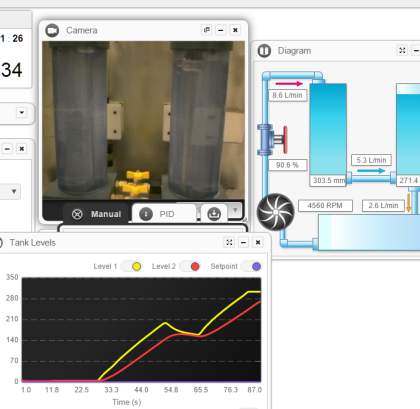 1 : 26
34
Camera
Manual
PID
Diagram
8.6 L/min
90.6 %
5.3 L/min
303.5 mm
271.4
4560 RPM
2.6 L/min
Tank Levels
Level 1
Level 2
Setpoint
350
280
210
140
70
0
1.0 11.8 22.5 33.3 44.0 54.8 65.5 76.3 87.0
Time (s)